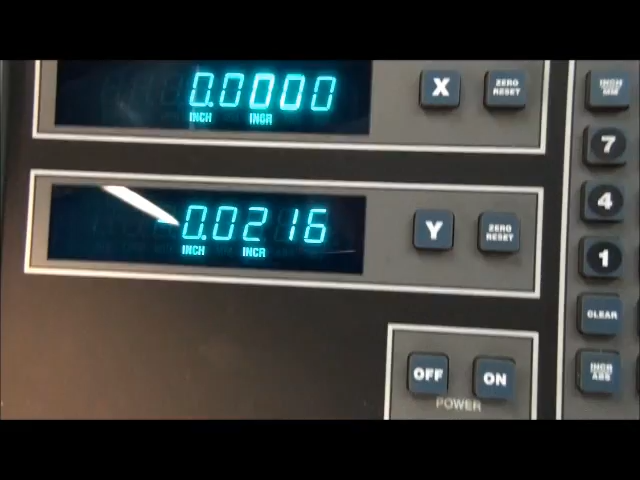 0.0000
INCH INCR
X
ZERO RESET
INCH MM
7
-0.0216
INCH INCR
Y
ZERO RESET
4
1
CLEAR
OFF
ON
POWER
INCR ABS